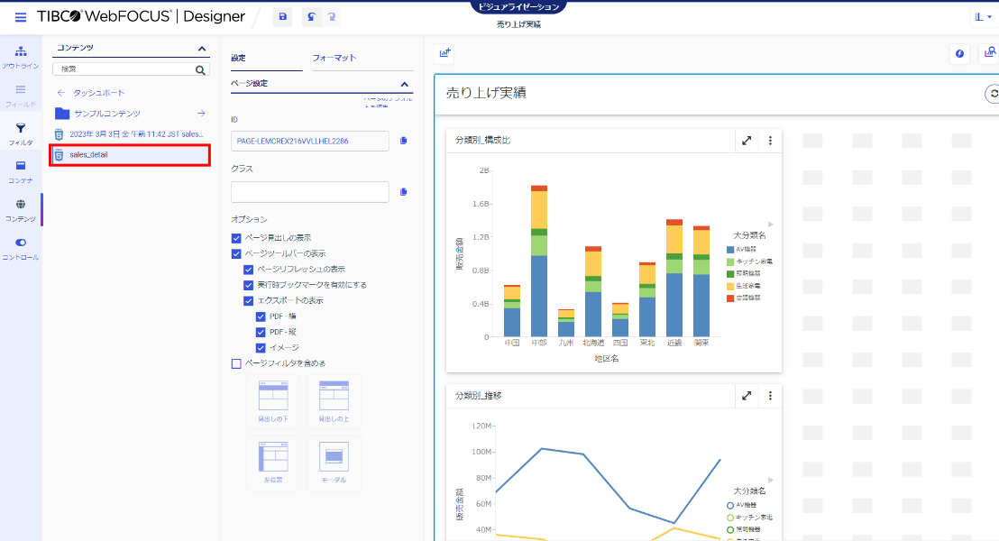 ビジュアライゼーション
TIBCO WebFOCUS® | Designer
売り上げ実績
アウトライン
フィールド
フィルタ
コンテナ
コンテンツ
コントロール
コンテンツ
検索
ダッシュボード
サンプルコンテンツ
2023年 3月 3日 金 午前 11:42 JST sales...
sales_detail
設定
フォーマット
ページ設定
ID
PAGE-LEMCREX216VVLLHEL2286
クラス
オプション
ページ見出しの表示
ページツールバーの表示
ページリフレッシュの表示
実行時ブックマークを有効にする
エクスポートの表示
PDF - 横
PDF - 縦
イメージ
ページフィルタを含める
見出しの下
見出しの上
左位置
モーダル
売り上げ実績
分類別_構成比
2B
1.6B
1.2B
0.8B
0.4B
0
販売金額
中国
中部
九州
北海道
四国
東北
近畿
関東
地区名
大分類名
AV機器
キッチン家電
照明機器
生活家電
空調機器
分類別_推移
120M
100M
80M
60M
40M
販売金額
大分類名
AV機器
キッチン家電
照明機器